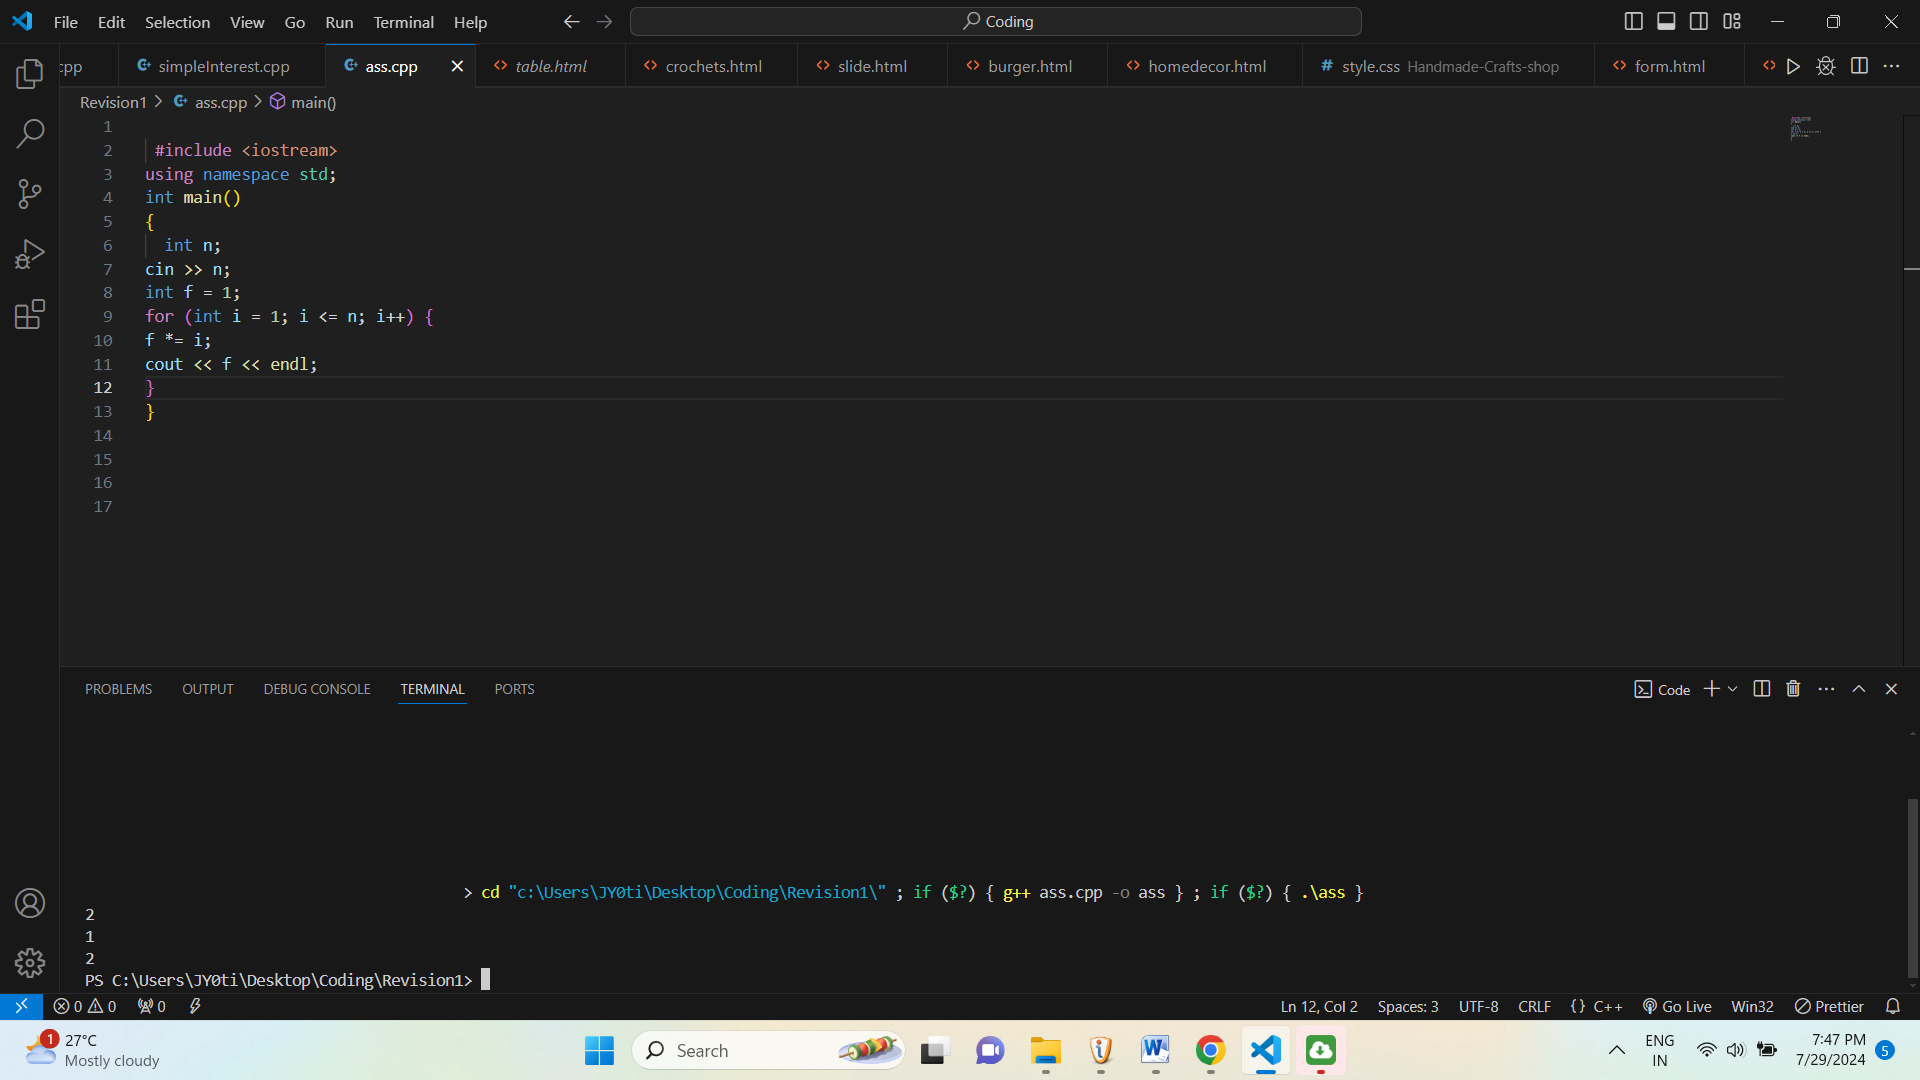 File Edit Selection View Go Run Terminal Help
Coding
cpp simpleInterest.cpp ass.cpp table.html crochets.html slide.html burger.html homedecor.html style.css Handmade-Crafts-shop form.html
Revision1 > ass.cpp > main()
1
2 #include <iostream>
3 using namespace std;
4 int main()
5 {
6 int n;
7 cin >> n;
8 int f = 1;
9 for (int i = 1; i <= n; i++) {
10 f *= i;
11 cout << f << endl;
12 }
13 }
14
15
16
17
PROBLEMS OUTPUT DEBUG CONSOLE TERMINAL PORTS
Code
> cd "c:\Users\JY0ti\Desktop\Coding\Revision1\" ; if ($?) { g++ ass.cpp -o ass } ; if ($?) { .\ass }
2
1
2
PS C:\Users\JY0ti\Desktop\Coding\Revision1>
0 0 0 Ln 12, Col 2 Spaces: 3 UTF-8 CRLF {} C++ Go Live Win32 Prettier
1 27°C
Mostly cloudy
Search
ENG
IN
7:47 PM
7/29/2024
5